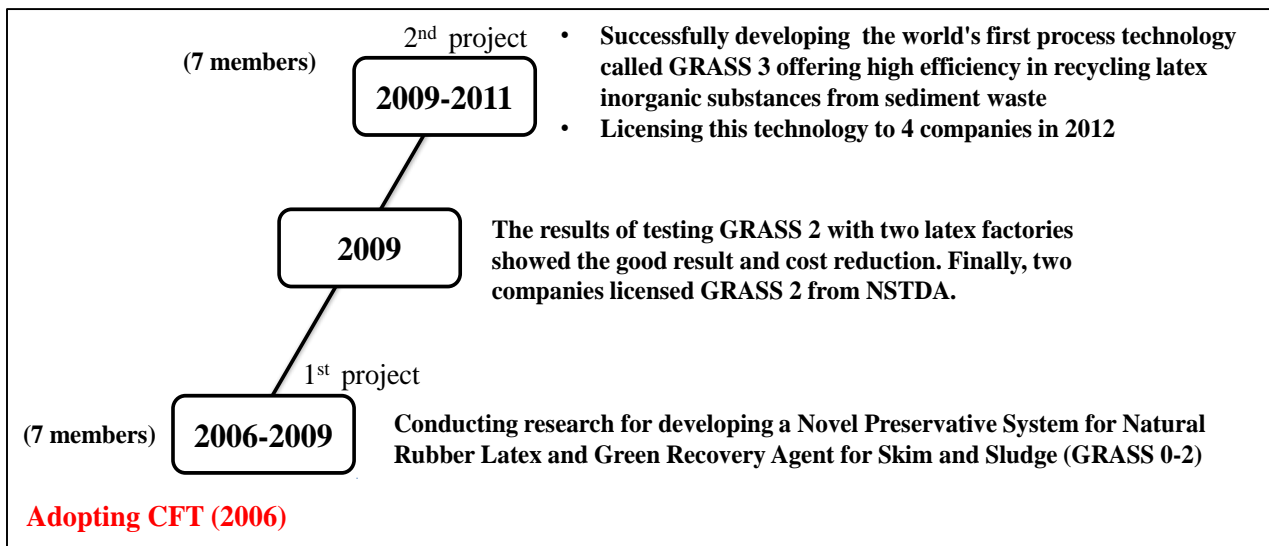 2nd project
(7 members)
2009-2011
• Successfully developing the world's first process technology
called GRASS 3 offering high efficiency in recycling latex
inorganic substances from sediment waste
• Licensing this technology to 4 companies in 2012
2009
The results of testing GRASS 2 with two latex factories
showed the good result and cost reduction. Finally, two
companies licensed GRASS 2 from NSTDA.
1st project
(7 members)
2006-2009
Conducting research for developing a Novel Preservative System for Natural
Rubber Latex and Green Recovery Agent for Skim and Sludge (GRASS 0-2)
Adopting CFT (2006)